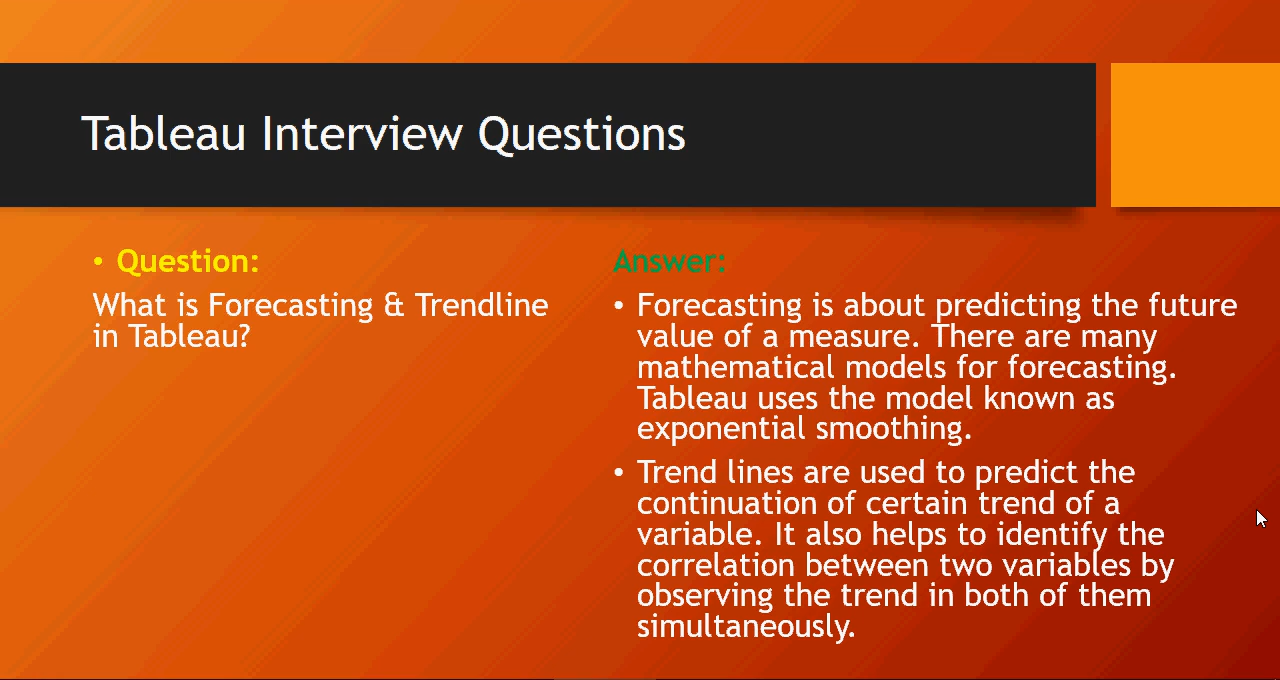 Tableau Interview Questions
• Question:
What is Forecasting & Trendline
in Tableau?
Answer:
• Forecasting is about predicting the future
value of a measure. There are many
mathematical models for forecasting.
Tableau uses the model known as
exponential smoothing.
• Trend lines are used to predict the
continuation of certain trend of a
variable. It also helps to identify the
correlation between two variables by
observing the trend in both of them
simultaneously.